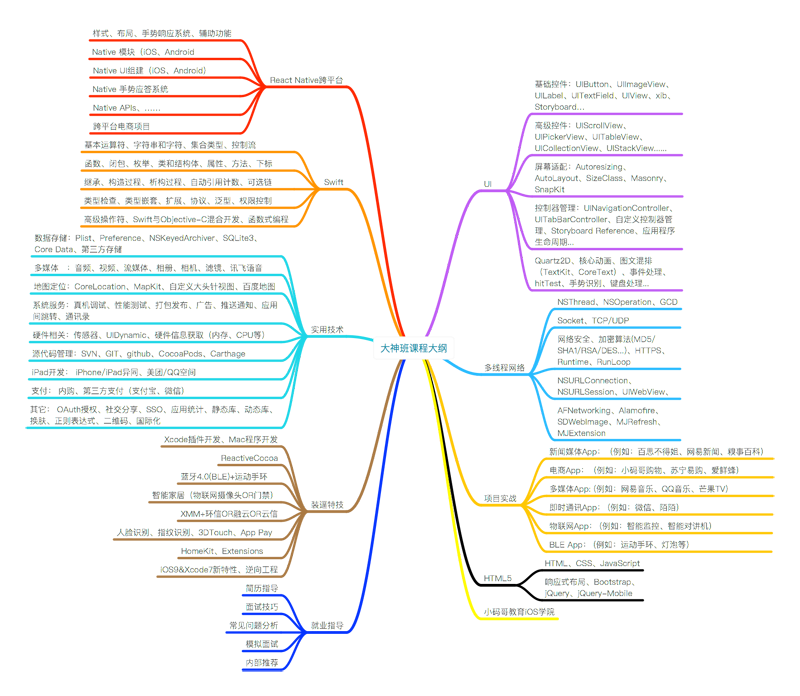 大神班课程大纲
React Native跨平台
样式、布局、手势响应系统、辅助功能
Native 模块（iOS、Android
Native UI组建（iOS、Android）
Native 手势应答系统
Native APIs、……
跨平台电商项目
Swift
基本运算符、字符串和字符、集合类型、控制流
函数、闭包、枚举、类和结构体、属性、方法、下标
继承、构造过程、析构过程、自动引用计数、可选链
类型检查、类型嵌套、扩展、协议、泛型、权限控制
高级操作符、Swift与Objective-C混合开发、函数式编程
实用技术
数据存储：Plist、Preference、NSKeyedArchiver、SQLite3、
Core Data、第三方存储
多媒体 ：音频、视频、流媒体、相册、相机、滤镜、讯飞语音
地图定位：CoreLocation、MapKit、自定义大头针视图、百度地图
系统服务：真机调试、性能测试、打包发布、广告、推送通知、应用
间跳转、通讯录
硬件相关：传感器、UIDynamic、硬件信息获取（内存、CPU等）
源代码管理：SVN、GIT、github、CocoaPods、Carthage
iPad开发： iPhone/iPad异同、美团/QQ空间
支付： 内购、第三方支付（支付宝、微信）
其它： OAuth授权、社交分享、SSO、应用统计、静态库、动态库、
换肤、正则表达式、二维码、国际化
装逼特技
Xcode插件开发、Mac程序开发
ReactiveCocoa
蓝牙4.0(BLE)+运动手环
智能家居（物联网摄像头OR门禁）
XMM+环信OR融云OR云信
人脸识别、指纹识别、3DTouch、App Pay
HomeKit、Extensions
iOS9&Xcode7新特性、逆向工程
就业指导
简历指导
面试技巧
常见问题分析
模拟面试
内部推荐
UI
基础控件：UIButton、UIImageView、
UILabel、UITextField、UIView、xib、
Storyboard...
高级控件：UIScrollView、
UIPickerView、UITableView、
UICollectionView、UIStackView......
屏幕适配：Autoresizing、
AutoLayout、SizeClass、Masonry、
SnapKit
控制器管理：UINavigationController、
UITabBarController、自定义控制器管
理、Storyboard Reference、应用程序
生命周期...
Quartz2D、核心动画、图文混排
（TextKit、CoreText）、事件处理、
hitTest、手势识别、键盘处理...
多线程网络
NSThread、NSOperation、GCD
Socket、TCP/UDP
网络安全、加密算法(MD5/
SHA1/RSA/DES...)、HTTPS、
Runtime、RunLoop
NSURLConnection、
NSURLSession、UIWebView、
AFNetworking、Alamofire、
SDWebImage、MJRefresh、
MJExtension
项目实战
新闻媒体App：（例如：百思不得姐、网易新闻、糗事百科）
电商App：（例如：小码哥购物、苏宁易购、爱鲜蜂）
多媒体App:（例如：网易音乐、QQ音乐、芒果TV）
即时通讯App：（例如：微信、陌陌）
物联网App：（例如：智能监控、智能对讲机）
BLE App：（例如：运动手环、灯泡等）
HTML5
HTML、CSS、JavaScript
响应式布局、Bootstrap、
jQuery、jQuery-Mobile
小码哥教育iOS学院